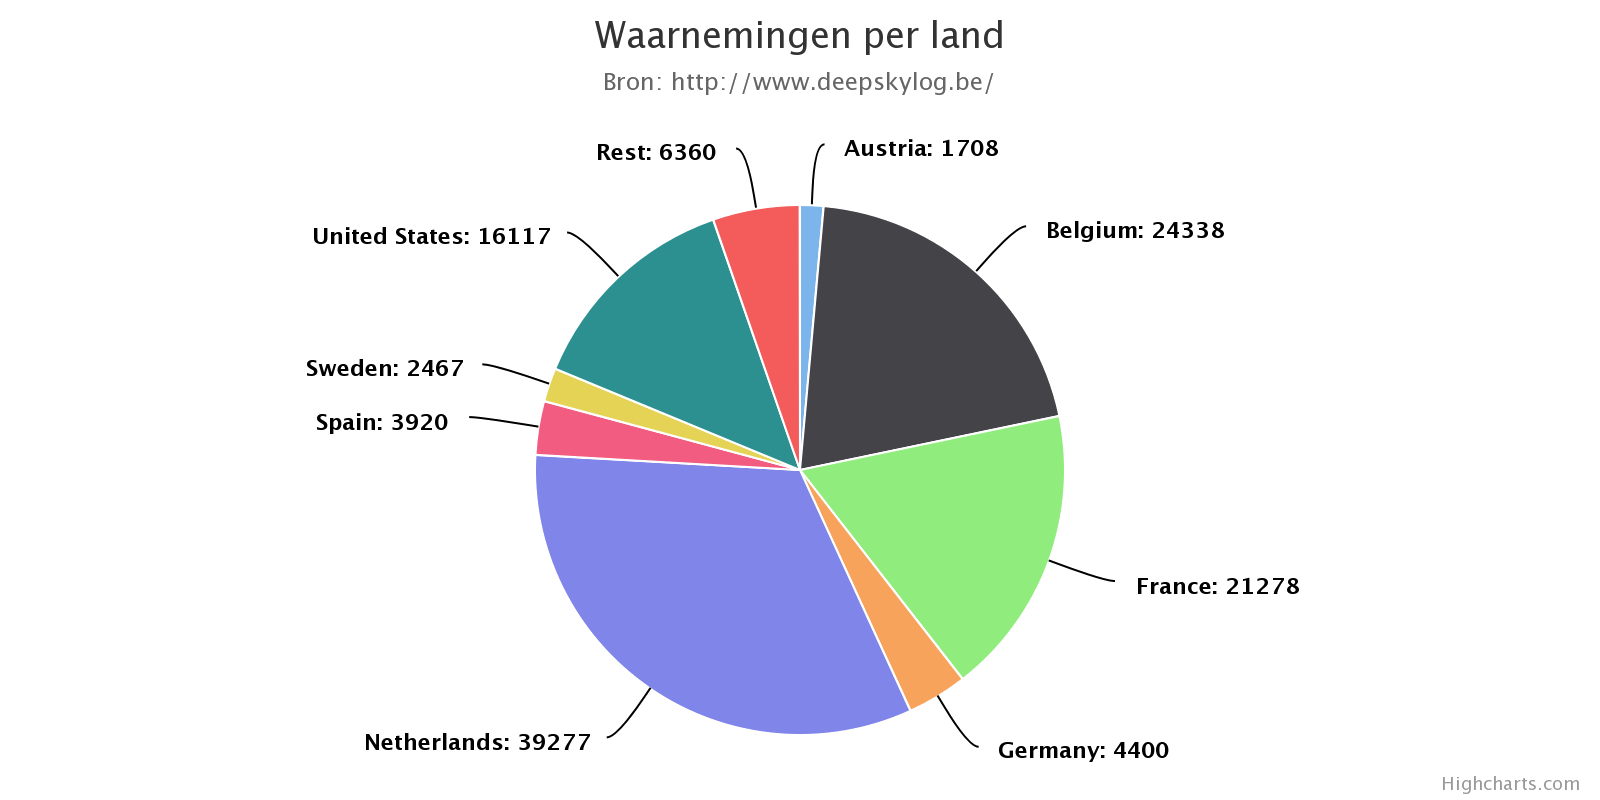 Waarnemingen per land
Bron: http://www.deepskylog.be/
Rest: 6360
Austria: 1708
Belgium: 24338
United States: 16117
Sweden: 2467
Spain: 3920
France: 21278
Netherlands: 39277
Germany: 4400
Highcharts.com